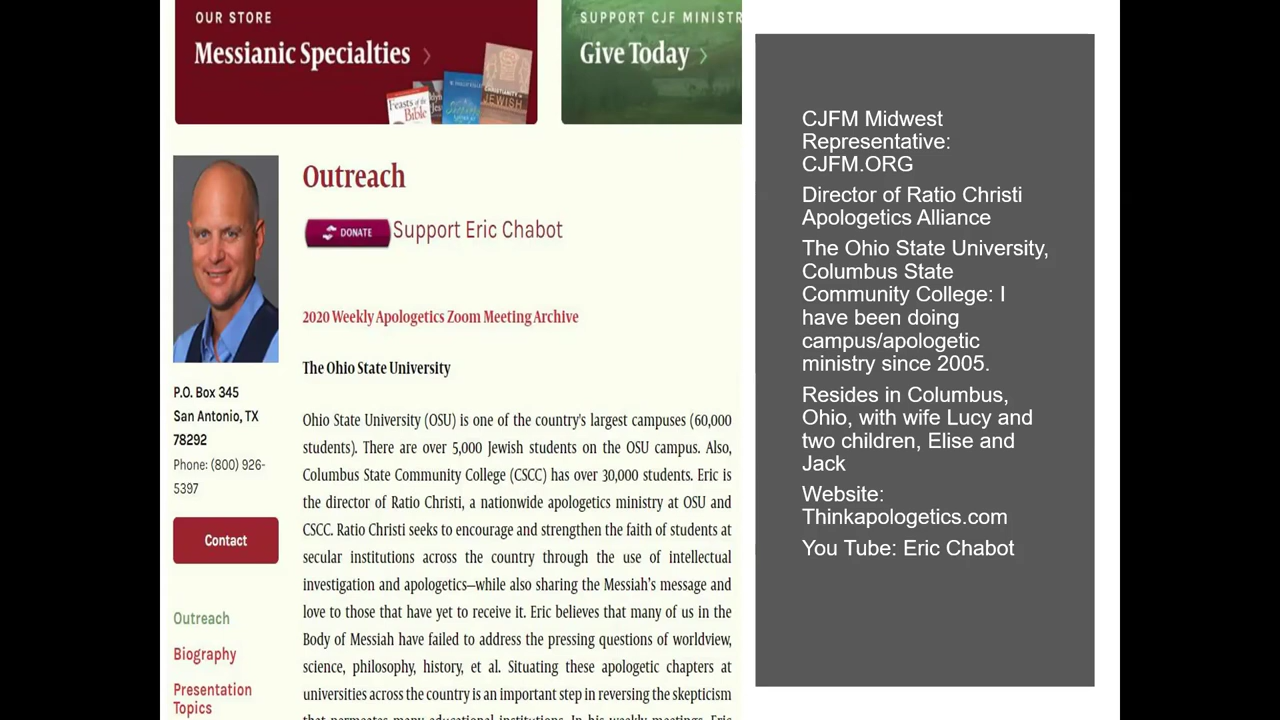 OUR STORE
Messianic Specialties
SUPPORT CJF MINISTR
Give Today
Feasts of the
Bible
CHRISTIANITY
JEWISH
Outreach
DONATE Support Eric Chabot
2020 Weekly Apologetics Zoom Meeting Archive
The Ohio State University
P.O. Box 345
San Antonio, TX
78292
Phone: (800) 926-
5397
Contact
Outreach
Biography
Presentation
Topics
Ohio State University (OSU) is one of the country's largest campuses (60,000
students). There are over 5,000 Jewish students on the OSU campus. Also,
Columbus State Community College (CSCC) has over 30,000 students. Eric is
the director of Ratio Christi, a nationwide apologetics ministry at OSU and
CSCC. Ratio Christi seeks to encourage and strengthen the faith of students at
secular institutions across the country through the use of intellectual
investigation and apologetics—while also sharing the Messiah's message and
love to those that have yet to receive it. Eric believes that many of us in the
Body of Messiah have failed to address the pressing questions of worldview,
science, philosophy, history, et al. Situating these apologetic chapters at
universities across the country is an important step in reversing the skepticism
that permeates many educational institutions. In his weekly meetings, Eric
CJFM Midwest
Representative:
CJFM.ORG
Director of Ratio Christi
Apologetics Alliance
The Ohio State University,
Columbus State
Community College: I
have been doing
campus/apologetic
ministry since 2005.
Resides in Columbus,
Ohio, with wife Lucy and
two children, Elise and
Jack
Website:
Thinkapologetics.com
You Tube: Eric Chabot